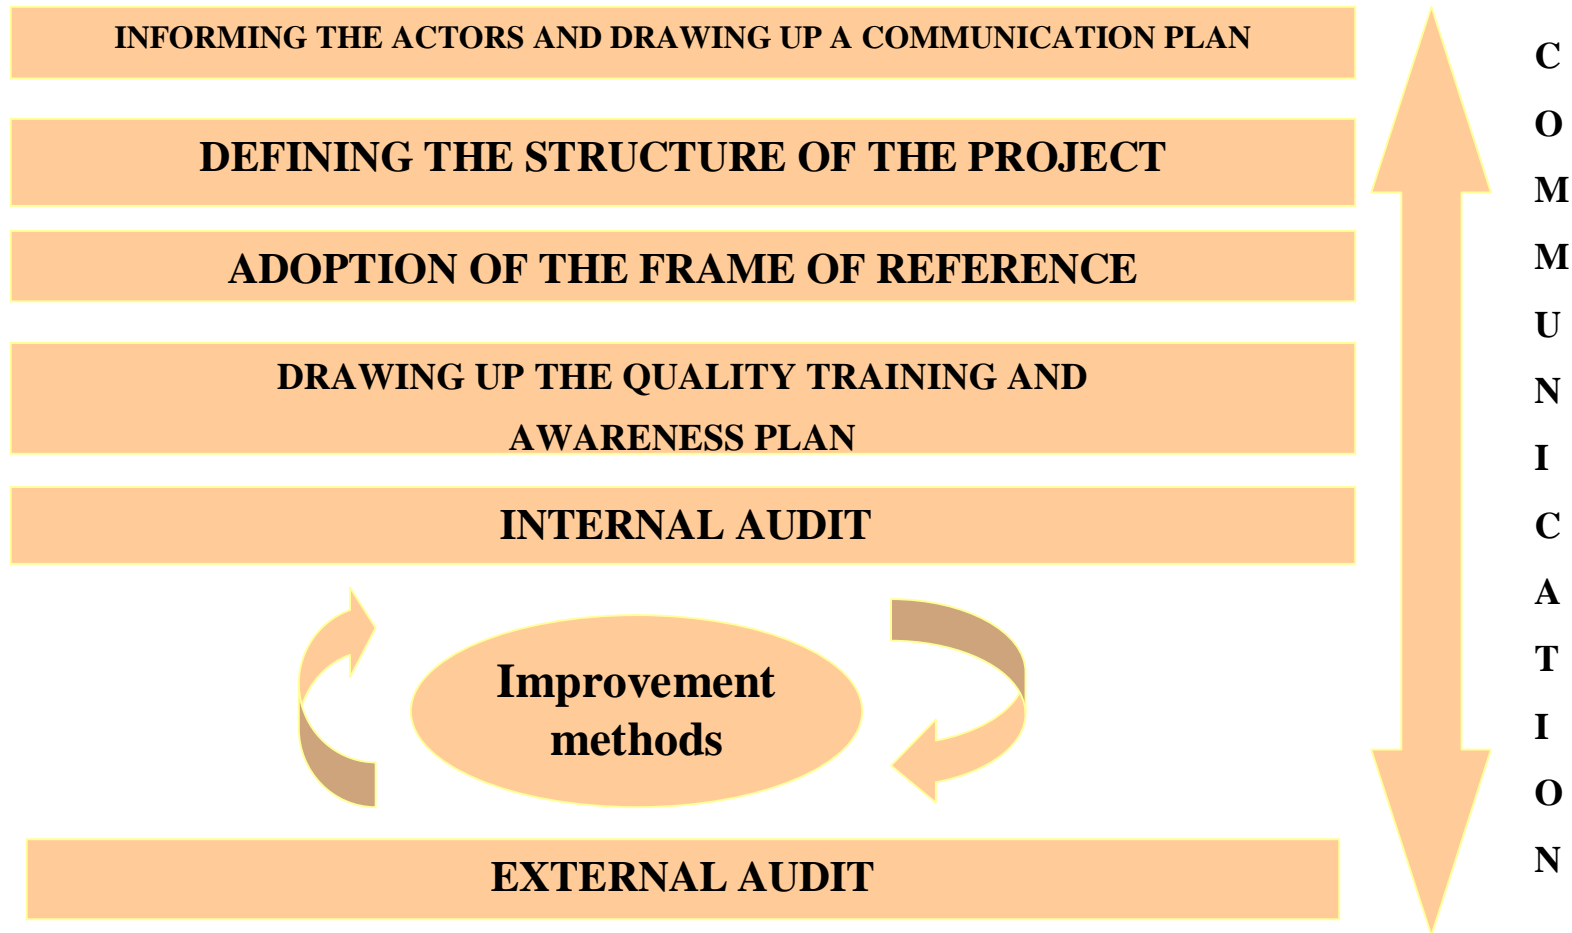 INFORMING THE ACTORS AND DRAWING UP A COMMUNICATION PLAN
DEFINING THE STRUCTURE OF THE PROJECT
ADOPTION OF THE FRAME OF REFERENCE
DRAWING UP THE QUALITY TRAINING AND
AWARENESS PLAN
INTERNAL AUDIT
Improvement
methods
EXTERNAL AUDIT
C
O
M
M
U
N
I
C
A
T
I
O
N